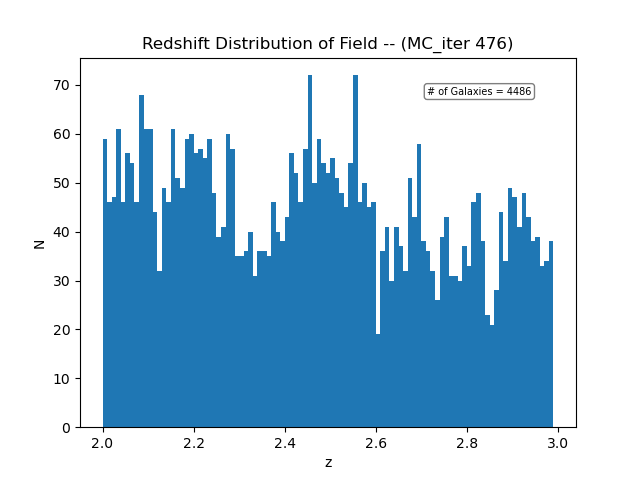 Redshift Distribution of Field -- (MC_iter 476)
# of Galaxies = 4486
N
70
60
50
40
30
20
10
0
2.0 2.2 2.4 2.6 2.8 3.0
z